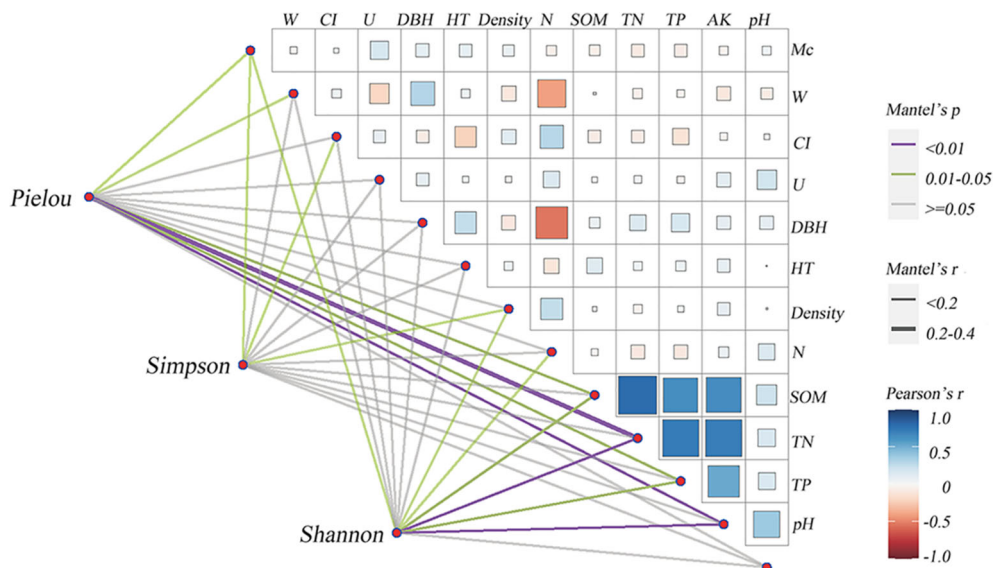 W CI U DBH HT Density N SOM TN TP AK pH
Mc
W
CI
U
DBH
HT
Density
N
SOM
TN
TP
pH
Pielou
Simpson
Shannon
Mantel's p
<0.01
0.01-0.05
>=0.05
Mantel's r
<0.2
0.2-0.4
Pearson's r
1.0
0.5
0
-0.5
-1.0